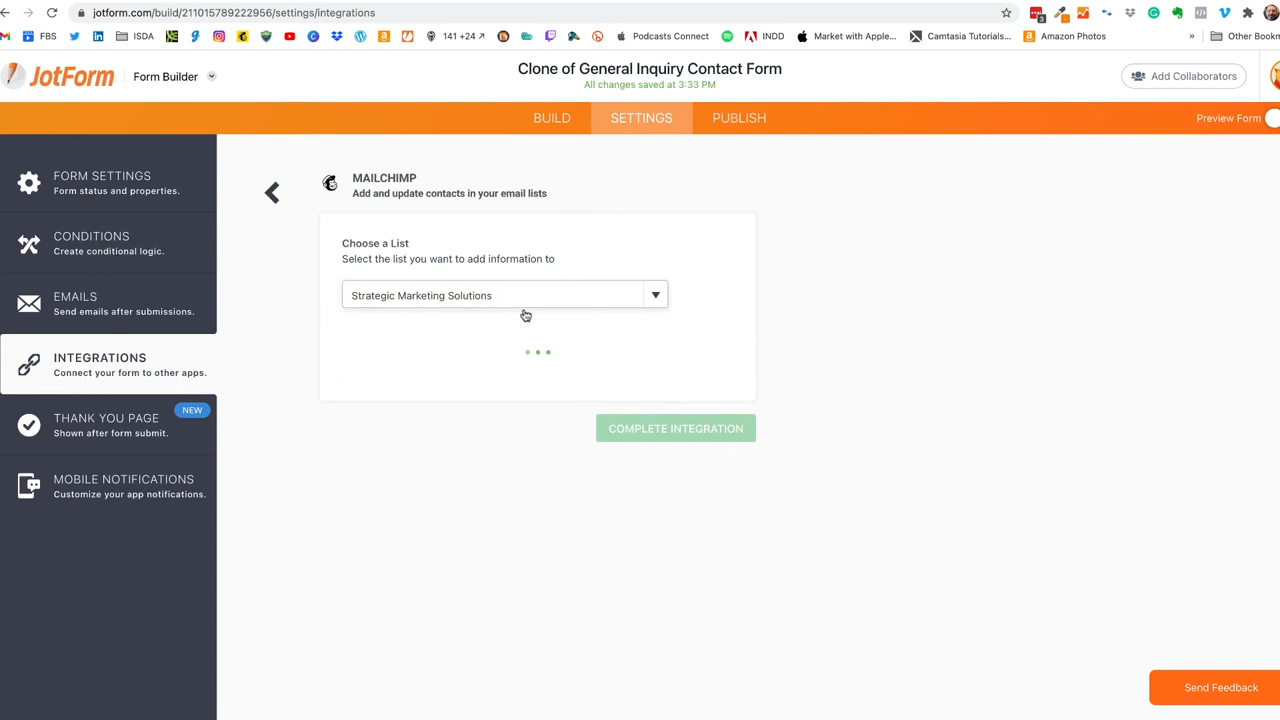 jotform.com/build/211015789222956/settings/integrations
3
FBS
ISDA
141 +24
Podcasts Connect
INDD
Market with Apple...
Camtasia Tutorials...
Amazon Photos
»
Other Bookm
JotForm
Form Builder
Clone of General Inquiry Contact Form
All changes saved at 3:33 PM
Add Collaborators
BUILD
SETTINGS
PUBLISH
Preview Form
FORM SETTINGS
Form status and properties.
CONDITIONS
Create conditional logic.
EMAILS
Send emails after submissions.
INTEGRATIONS
Connect your form to other apps.
THANK YOU PAGE
NEW
Shown after form submit.
MOBILE NOTIFICATIONS
Customize your app notifications.
MAILCHIMP
Add and update contacts in your email lists
Choose a List
Select the list you want to add information to
Strategic Marketing Solutions
COMPLETE INTEGRATION
Send Feedback